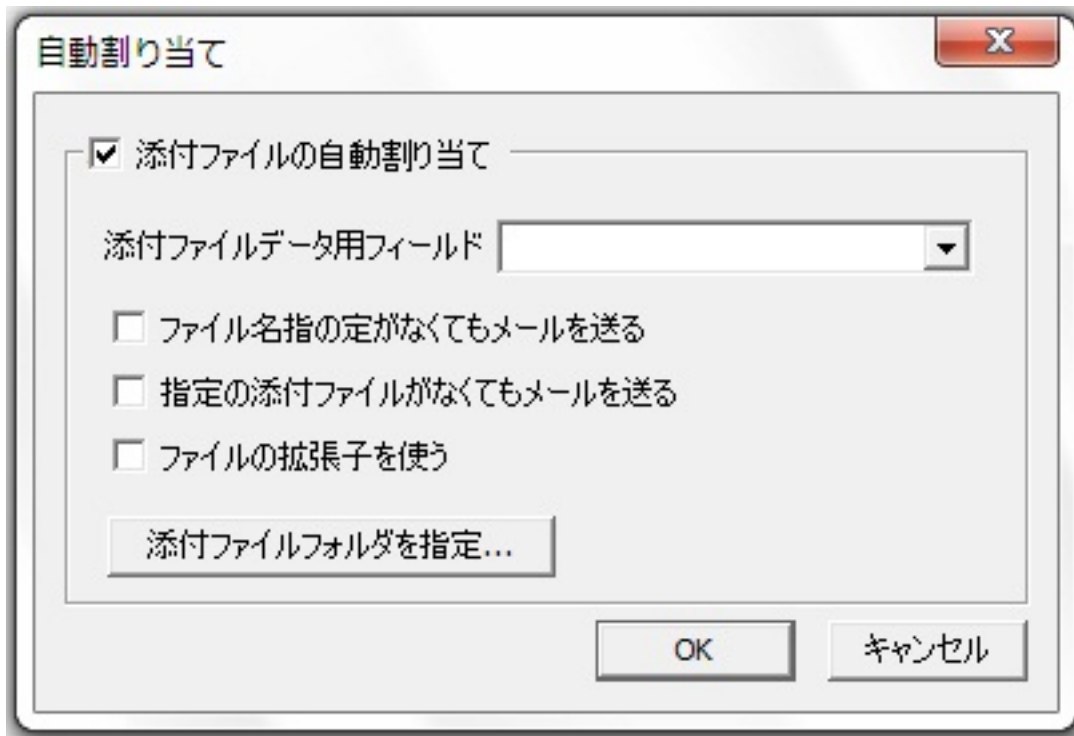 自動割り当て
添付ファイルの自動割り当て
添付ファイルデータ用フィールド
ファイル名指の定がなくてもメールを送る
指定の添付ファイルがなくてもメールを送る
ファイルの拡張子を使う
添付ファイルフォルダを指定...
OK キャンセル